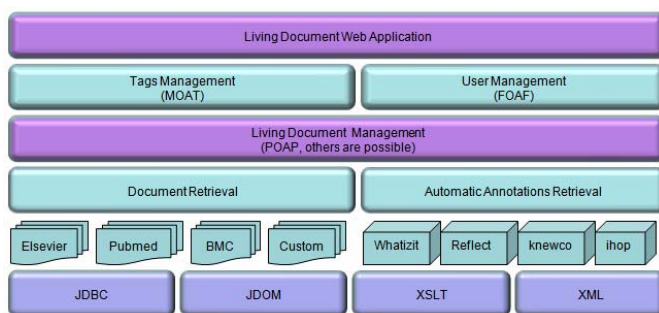 Living Document Web Application
Tags Management
(MOAT)
User Management
(FOAF)
Living Document Management
(POAP, others are possible)
Document Retrieval
Automatic Annotations Retrieval
Elsevier
Pubmed
BMC
Custom
Whatizit
Reflect
knewco
ihop
JDBC
JDOM
XSLT
XML